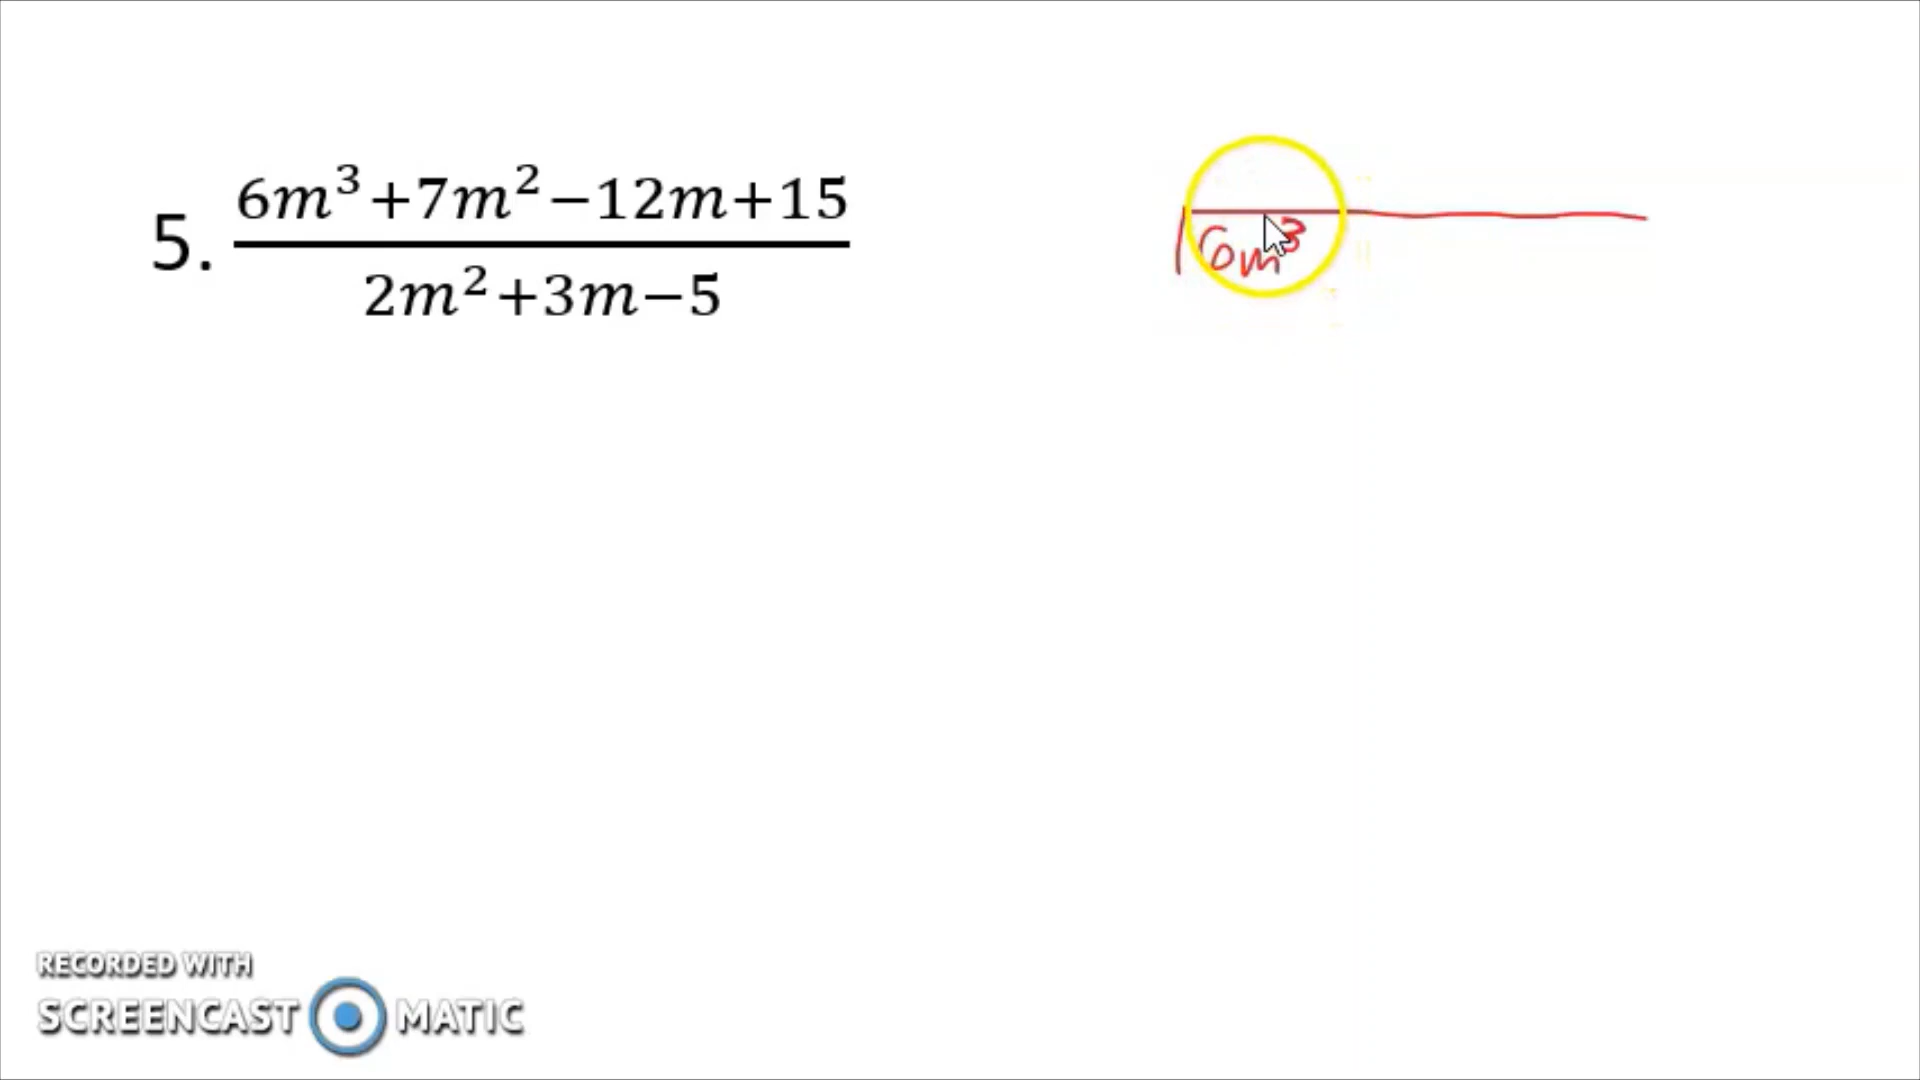 5. 6m³+7m²−12m+15
2m²+3m−5
6m³
RECORDED WITH
SCREENCAST MATIC